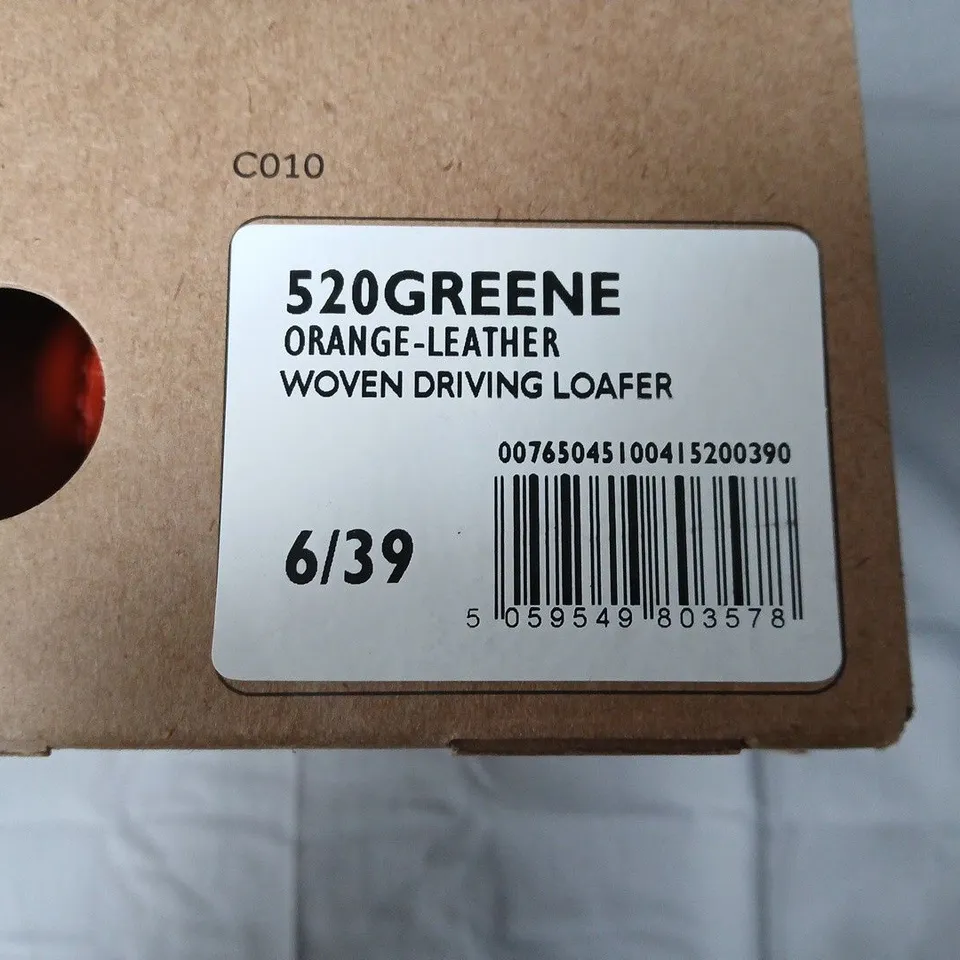 C010
520GREENE
ORANGE-LEATHER
WOVEN DRIVING LOAFER
00765045100415200390
6/39
5 059549 803578